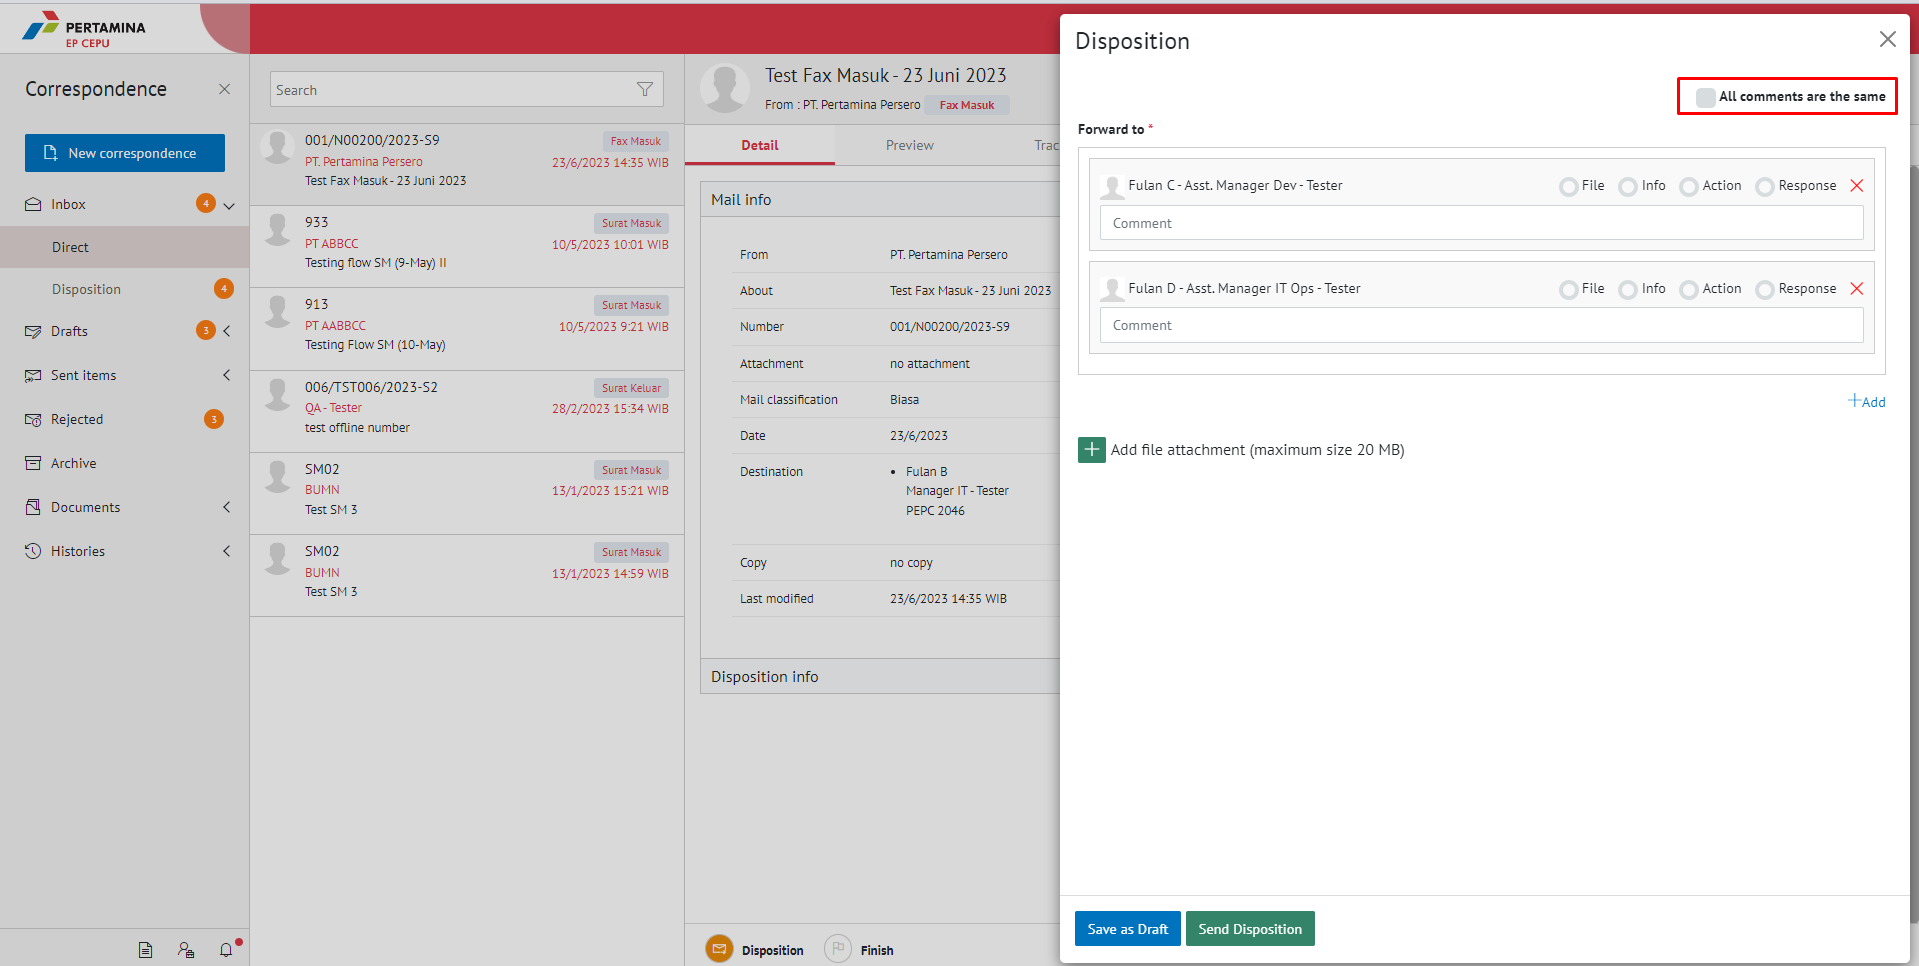 PERTAMINA
EP CEPU
Correspondence
New correspondence
Inbox 4
Direct
Disposition 4
Drafts 3
Sent items
Rejected 3
Archive
Documents
Histories
Search
001/N00200/2023-S9 Fax Masuk
PT. Pertamina Persero 23/6/2023 14:35 WIB
Test Fax Masuk - 23 Juni 2023
933 Surat Masuk
PT ABBCC 10/5/2023 10:01 WIB
Testing flow SM (9-May) II
913 Surat Masuk
PT AABBCC 10/5/2023 9:21 WIB
Testing Flow SM (10-May)
006/TST006/2023-S2 Surat Keluar
QA - Tester 28/2/2023 15:34 WIB
test offline number
SM02 Surat Masuk
BUMN 13/1/2023 15:21 WIB
Test SM 3
SM02 Surat Masuk
BUMN 13/1/2023 14:59 WIB
Test SM 3
Test Fax Masuk - 23 Juni 2023
From : PT. Pertamina Persero Fax Masuk
Detail Preview Trac
Mail info
From PT. Pertamina Persero
About Test Fax Masuk - 23 Juni 2023
Number 001/N00200/2023-S9
Attachment no attachment
Mail classification Biasa
Date 23/6/2023
Destination • Fulan B
Manager IT - Tester
PEPC 2046
Copy no copy
Last modified 23/6/2023 14:35 WIB
Disposition info
Disposition Finish
Disposition
All comments are the same
Forward to *
Fulan C - Asst. Manager Dev - Tester File Info Action Response
Comment
Fulan D - Asst. Manager IT Ops - Tester File Info Action Response
Comment
+Add
Add file attachment (maximum size 20 MB)
Save as Draft Send Disposition